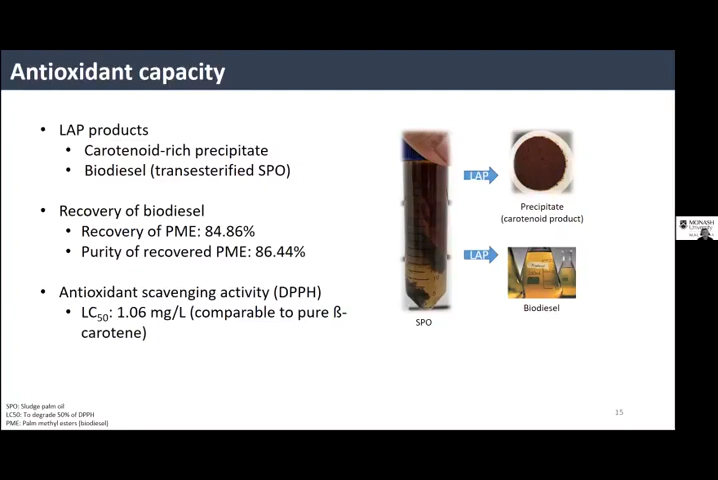 Antioxidant capacity
• LAP products
• Carotenoid-rich precipitate
• Biodiesel (transesterified SPO)
• Recovery of biodiesel
• Recovery of PME: 84.86%
• Purity of recovered PME: 86.44%
• Antioxidant scavenging activity (DPPH)
• LC50: 1.06 mg/L (comparable to pure ß-
carotene)
LAP
Precipitate
(carotenoid product)
LAP
Biodiesel
SPO
SPO: Sludge palm oil
LC50: To degrade 50% of DPPH
PME: Palm methyl esters (biodiesel)
15
MONASH
University